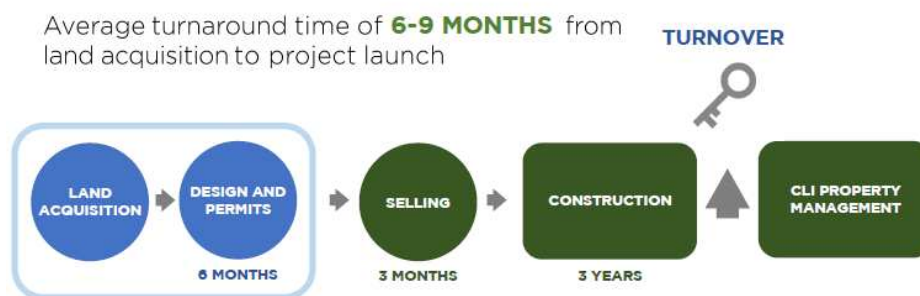 Average turnaround time of 6-9 MONTHS from
land acquisition to project launch
TURNOVER
LAND
ACQUISITION
DESIGN AND
PERMITS
SELLING
CONSTRUCTION
CLI PROPERTY
MANAGEMENT
6 MONTHS
3 MONTHS
3 YEARS